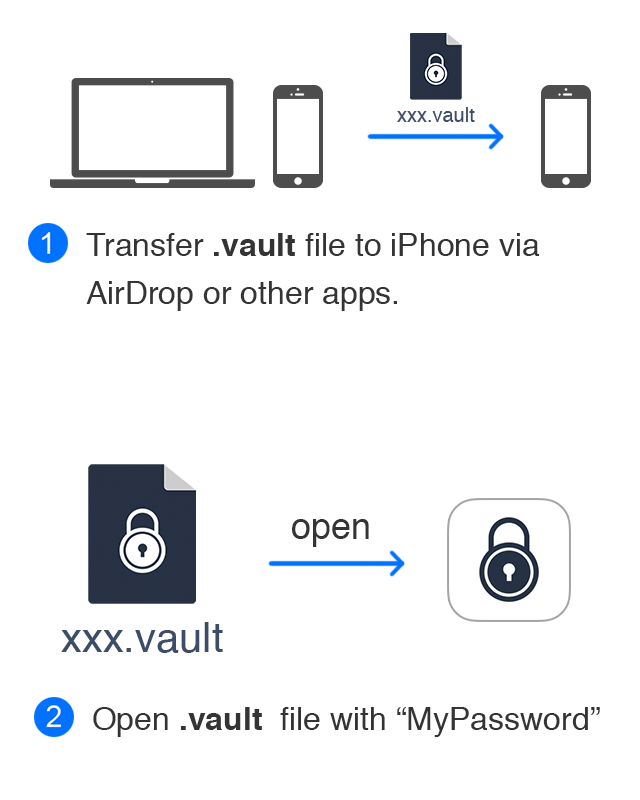 xxx.vault
1 Transfer .vault file to iPhone via
AirDrop or other apps.
open
xxx.vault
2 Open .vault file with “MyPassword”